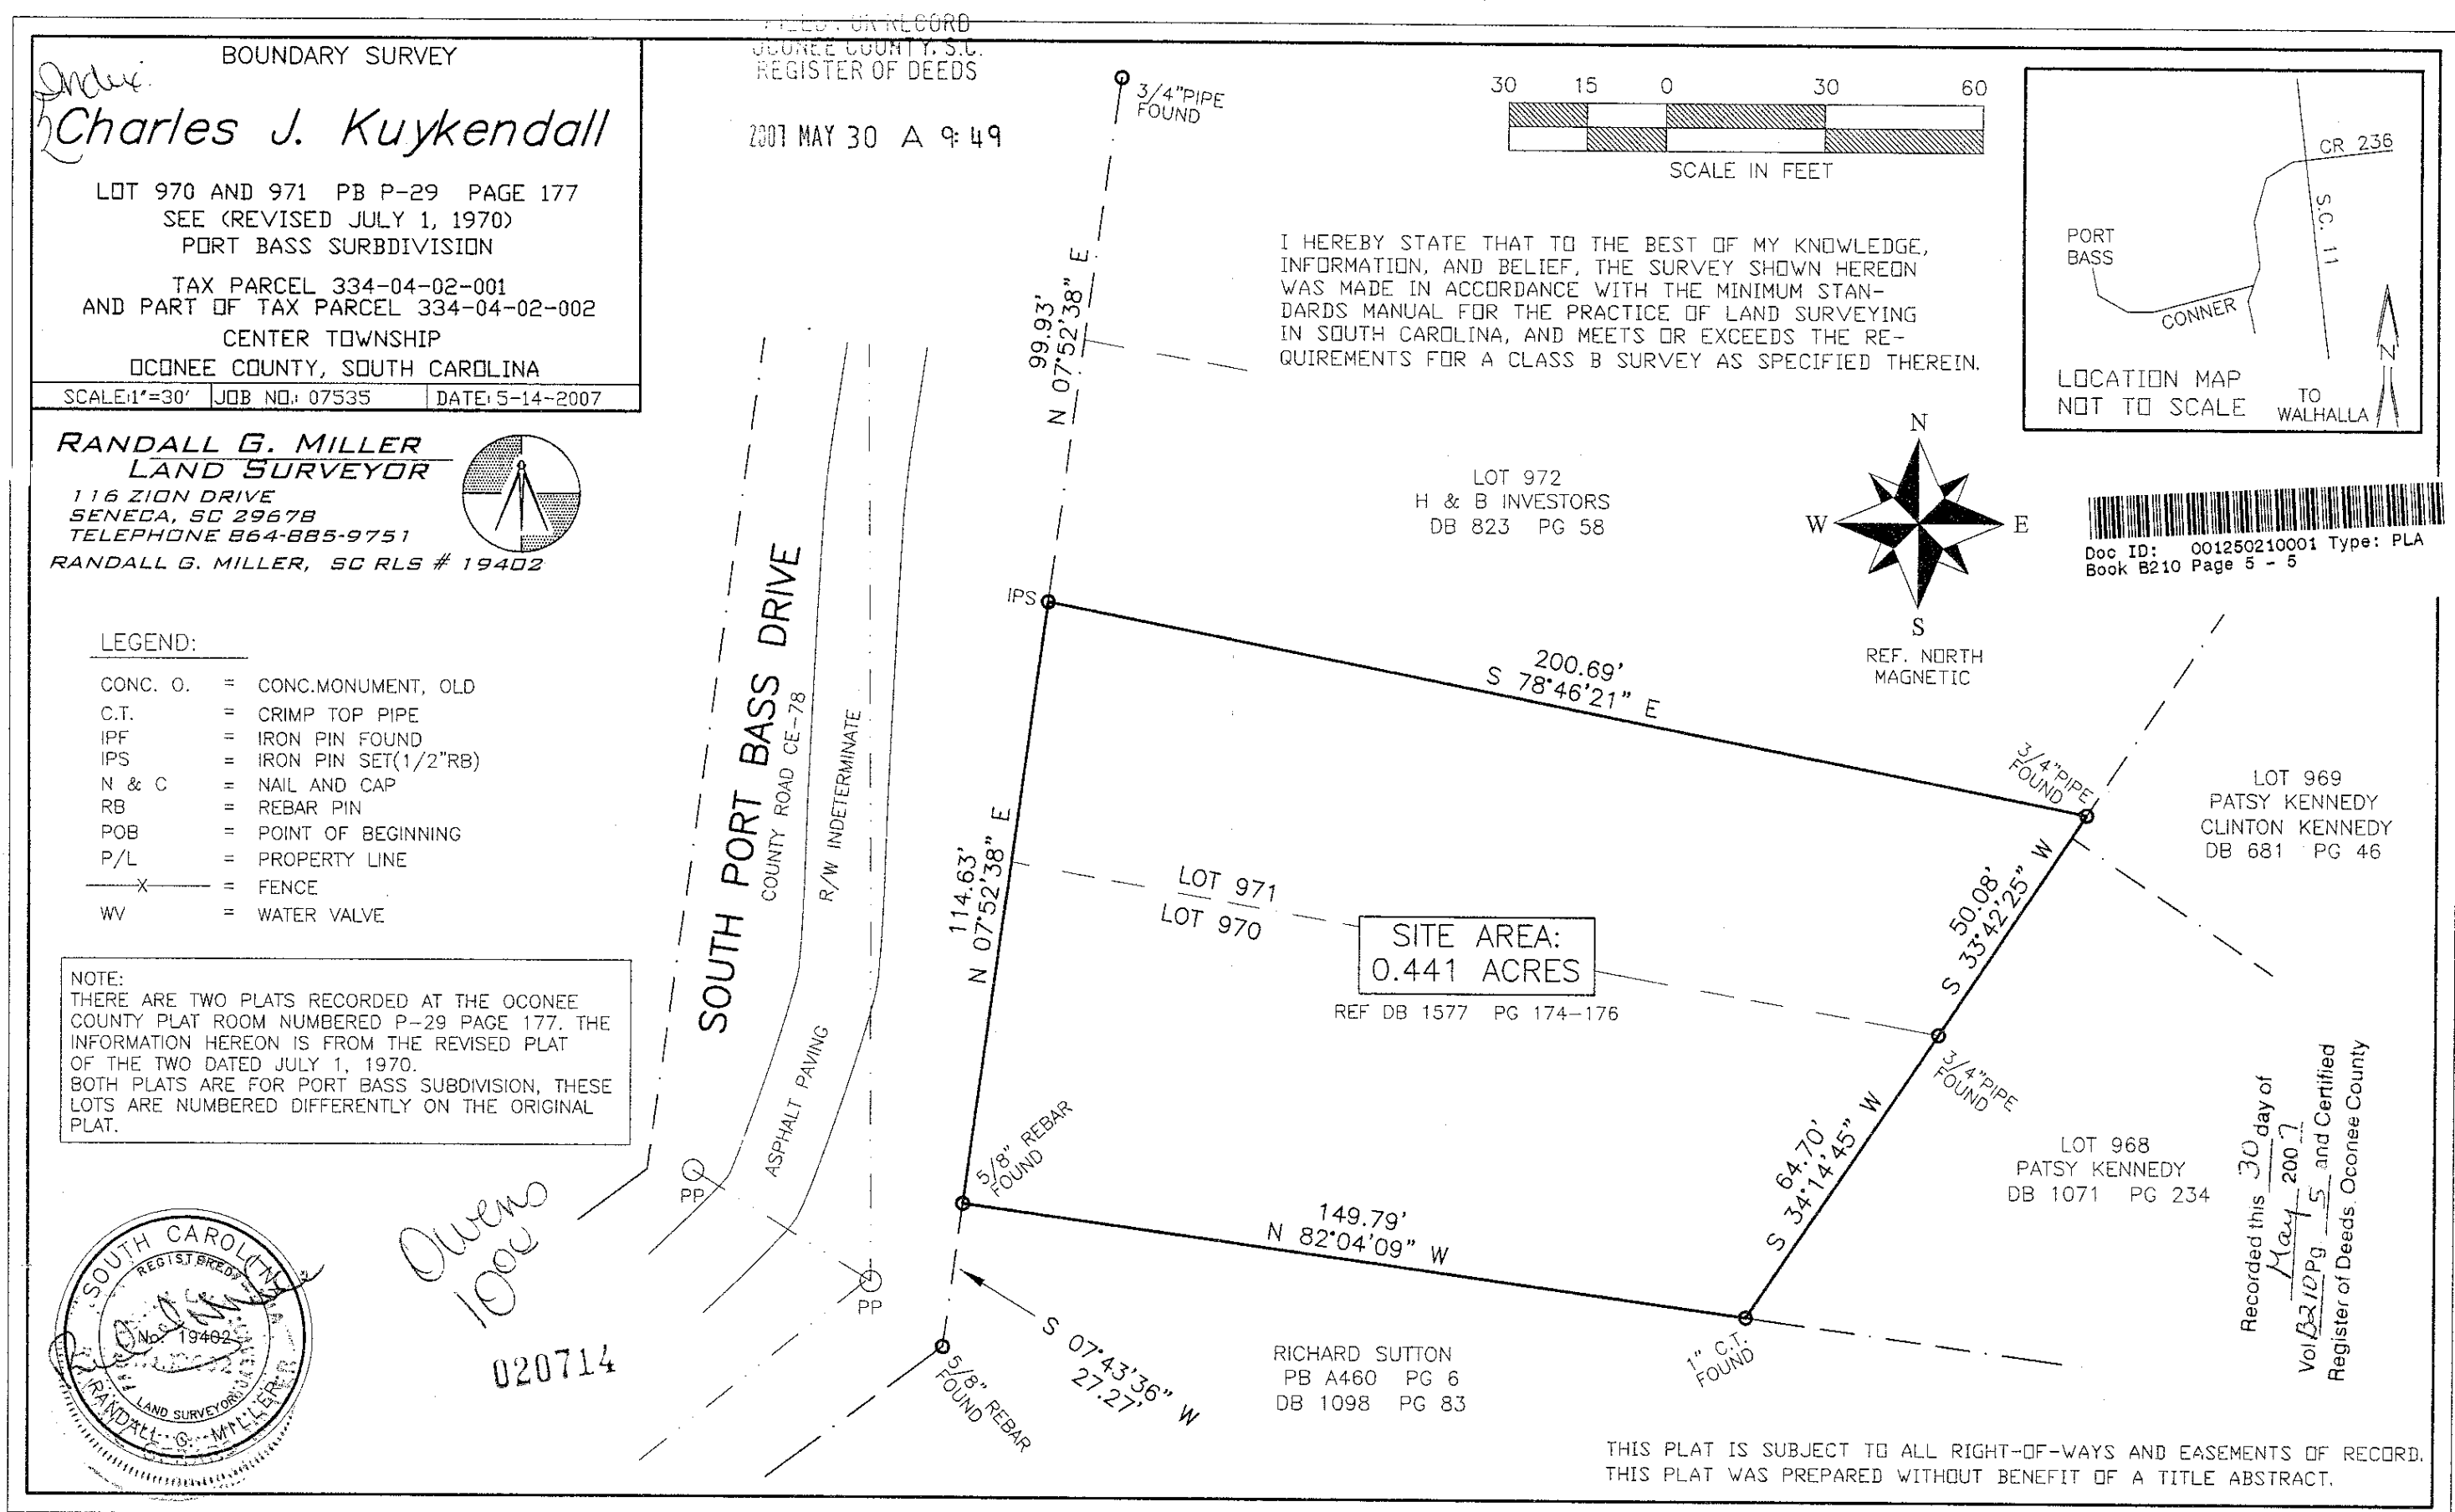 BOUNDARY SURVEY
Index:
Charles J. Kuykendall
LOT 970 AND 971 PB P-29 PAGE 177
SEE (REVISED JULY 1, 1970)
PORT BASS SURBDIVISION
TAX PARCEL 334-04-02-001
AND PART OF TAX PARCEL 334-04-02-002
CENTER TOWNSHIP
OCONEE COUNTY, SOUTH CAROLINA
SCALE:1"=30' JOB NO.: 07535 DATE: 5-14-2007
RANDALL G. MILLER
LAND SURVEYOR
116 ZION DRIVE
SENECA, SC 29678
TELEPHONE 864-885-9751
RANDALL G. MILLER, SC RLS # 19402
LEGEND:
CONC. O. = CONC.MONUMENT, OLD
C.T. = CRIMP TOP PIPE
IPF = IRON PIN FOUND
IPS = IRON PIN SET(1/2"RB)
N & C = NAIL AND CAP
RB = REBAR PIN
POB = POINT OF BEGINNING
P/L = PROPERTY LINE
X = FENCE
WV = WATER VALVE
NOTE:
THERE ARE TWO PLATS RECORDED AT THE OCONEE
COUNTY PLAT ROOM NUMBERED P-29 PAGE 177. THE
INFORMATION HEREON IS FROM THE REVISED PLAT
OF THE TWO DATED JULY 1, 1970.
BOTH PLATS ARE FOR PORT BASS SUBDIVISION, THESE
LOTS ARE NUMBERED DIFFERENTLY ON THE ORIGINAL
PLAT.
SOUTH CAROLINA
REGISTERED
No. 19402
LAND SURVEYOR
RANDALL G. MILLER
Owens
1000
020714
FILED ON RECORD
OCONEE COUNTY, S.C.
REGISTER OF DEEDS
2007 MAY 30 A 9:49
3/4"PIPE
FOUND
99.93'
N 07°52'38" E
30 15 0 30 60
SCALE IN FEET
I HEREBY STATE THAT TO THE BEST OF MY KNOWLEDGE,
INFORMATION, AND BELIEF, THE SURVEY SHOWN HEREON
WAS MADE IN ACCORDANCE WITH THE MINIMUM STAN-
DARDS MANUAL FOR THE PRACTICE OF LAND SURVEYING
IN SOUTH CAROLINA, AND MEETS OR EXCEEDS THE RE-
QUIREMENTS FOR A CLASS B SURVEY AS SPECIFIED THEREIN.
CR 236
S.C. 11
PORT
BASS
CONNER
N
LOCATION MAP
NOT TO SCALE
TO
WALHALLA
LOT 972
H & B INVESTORS
DB 823 PG 58
N
W E
S
REF. NORTH
MAGNETIC
Doc ID: 001250210001 Type: PLA
Book B210 Page 5 - 5
SOUTH PORT BASS DRIVE
COUNTY ROAD CE-78
R/W INDETERMINATE
ASPHALT PAVING
PP
PP
IPS
200.69'
S 78°46'21" E
3/4"PIPE
FOUND
LOT 969
PATSY KENNEDY
CLINTON KENNEDY
DB 681 PG 46
114.63'
N 07°52'38" E
LOT 971
LOT 970
SITE AREA:
0.441 ACRES
REF DB 1577 PG 174-176
50.08'
S 33°42'25" W
3/4"PIPE
FOUND
64.70'
S 34°14'45" W
LOT 968
PATSY KENNEDY
DB 1071 PG 234
5/8" REBAR
FOUND
149.79'
N 82°04'09" W
1" C.T.
FOUND
S 07°43'36" W
27.27'
5/8" REBAR
FOUND
RICHARD SUTTON
PB A460 PG 6
DB 1098 PG 83
Recorded this 30 day of
May 2007
Vol B210 Pg. 5 and Certified
Register of Deeds, Oconee County
THIS PLAT IS SUBJECT TO ALL RIGHT-OF-WAYS AND EASEMENTS OF RECORD.
THIS PLAT WAS PREPARED WITHOUT BENEFIT OF A TITLE ABSTRACT.